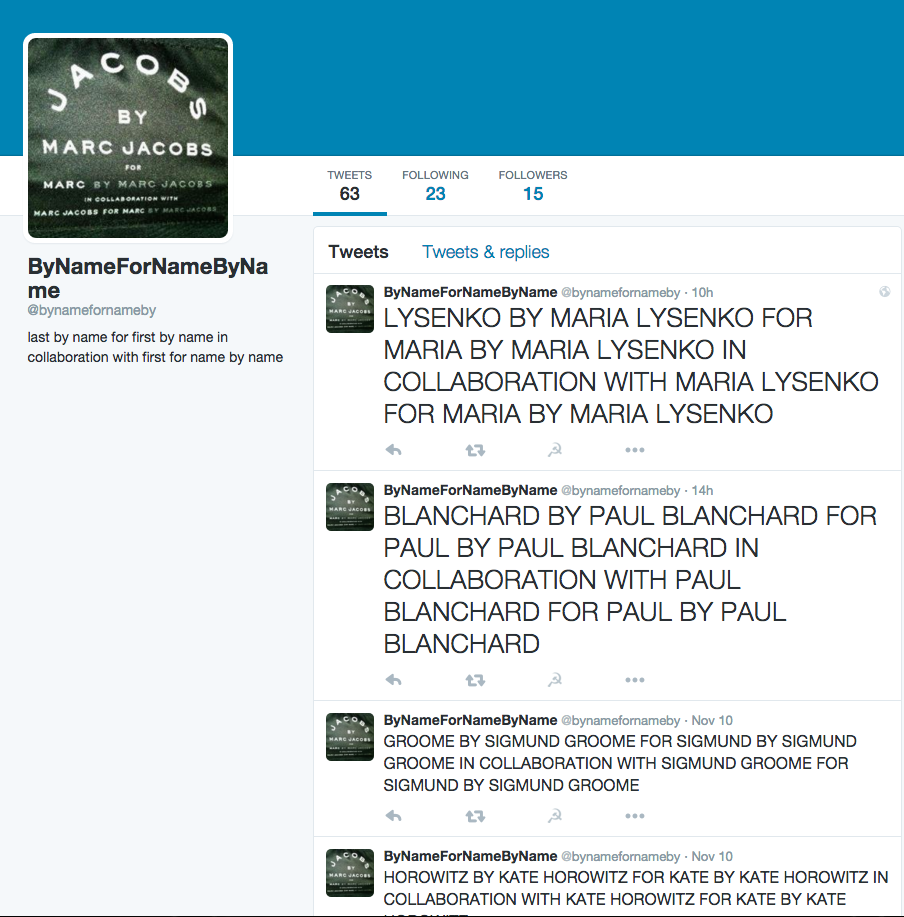 JACOBS
BY
MARC JACOBS
FOR
MARC BY MARC JACOBS
IN COLLABORATION WITH
MARC JACOBS FOR MARC BY MARC JACOBS
TWEETS
63
FOLLOWING
23
FOLLOWERS
15
ByNameForNameByNa
me
@bynamefornameby
last by name for first by name in
collaboration with first for name by name
Tweets Tweets & replies
ByNameForNameByName @bynamefornameby · 10h
LYSENKO BY MARIA LYSENKO FOR
MARIA BY MARIA LYSENKO IN
COLLABORATION WITH MARIA LYSENKO
FOR MARIA BY MARIA LYSENKO
ByNameForNameByName @bynamefornameby · 14h
BLANCHARD BY PAUL BLANCHARD FOR
PAUL BY PAUL BLANCHARD IN
COLLABORATION WITH PAUL
BLANCHARD FOR PAUL BY PAUL
BLANCHARD
ByNameForNameByName @bynamefornameby · Nov 10
GROOME BY SIGMUND GROOME FOR SIGMUND BY SIGMUND
GROOME IN COLLABORATION WITH SIGMUND GROOME FOR
SIGMUND BY SIGMUND GROOME
ByNameForNameByName @bynamefornameby · Nov 10
HOROWITZ BY KATE HOROWITZ FOR KATE BY KATE HOROWITZ IN
COLLABORATION WITH KATE HOROWITZ FOR KATE BY KATE